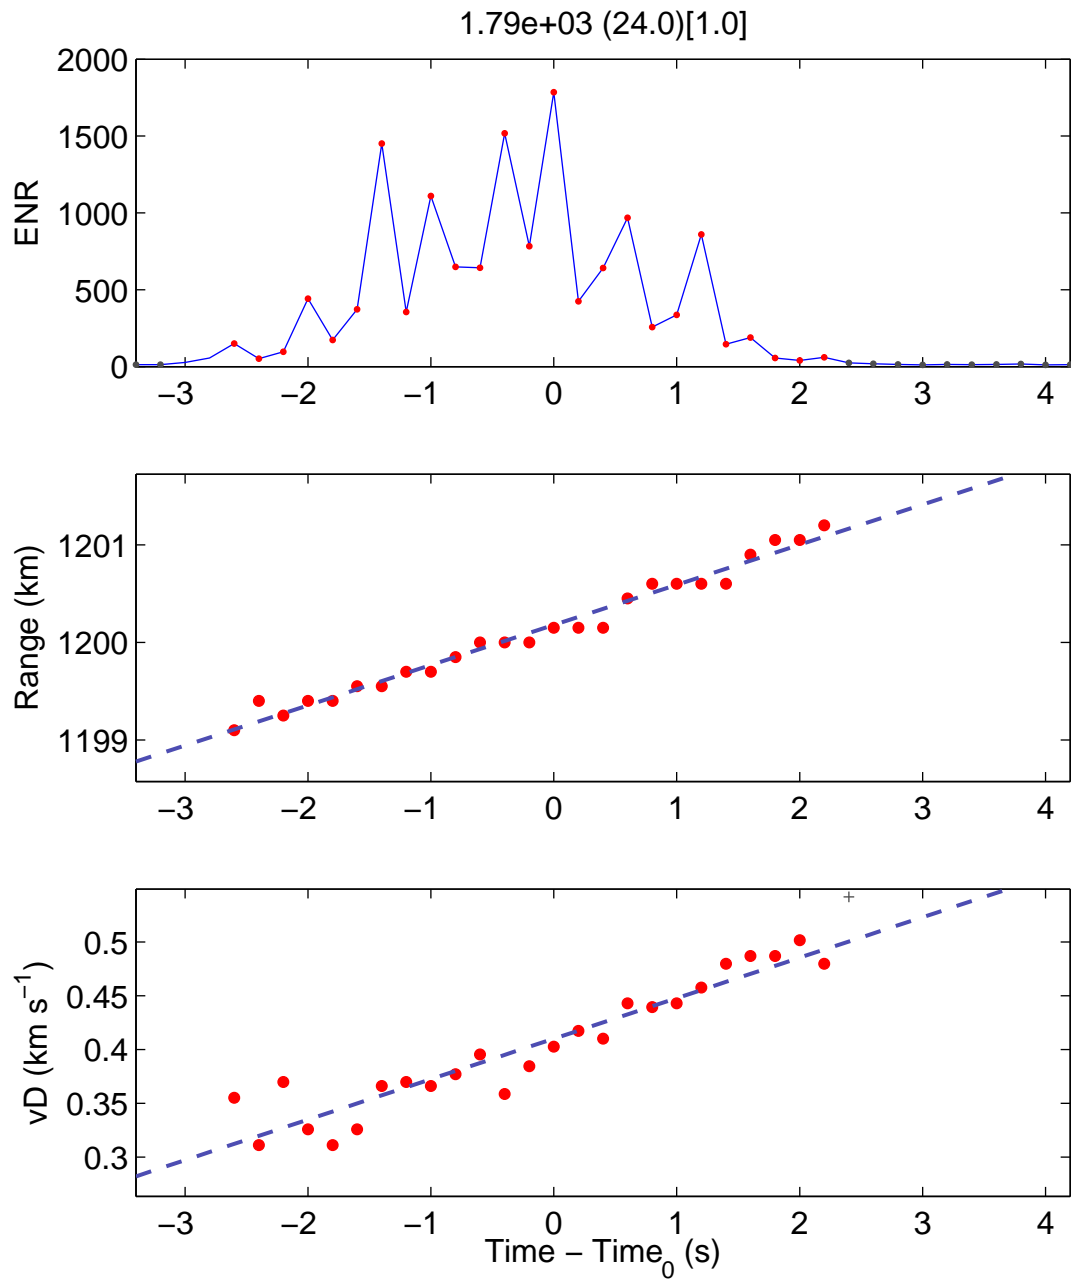 1.79e+03 (24.0)[1.0]
2000
1500
1000
500
0
ENR
−3 −2 −1 0 1 2 3 4
1201
1200
1199
Range (km)
−3 −2 −1 0 1 2 3 4
0.5
0.45
0.4
0.35
0.3
vD (km s⁻¹)
−3 −2 −1 0 1 2 3 4
Time − Time₀ (s)